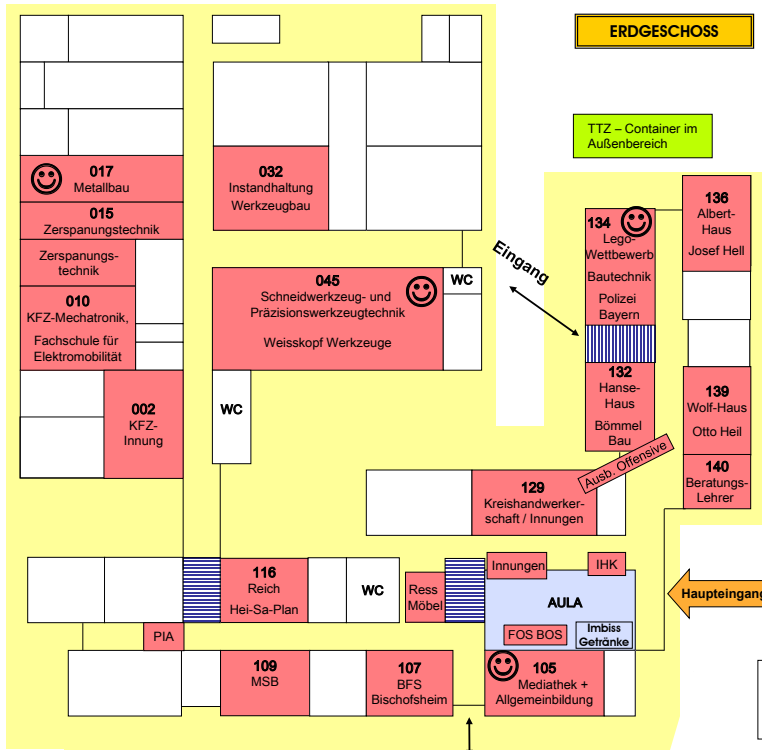 ERDGESCHOSS
TTZ – Container im
Außenbereich
017
Metallbau
015
Zerspanungstechnik
Zerspanungs-
technik
010
KFZ-Mechatronik,
Fachschule für
Elektromobilität
002
KFZ-
Innung
032
Instandhaltung
Werkzeugbau
045
Schneidwerkzeug- und
Präzisionswerkzeugtechnik
Weisskopf Werkzeuge
WC
WC
Eingang
134
Lego-
Wettbewerb
Bautechnik
Polizei
Bayern
136
Albert-
Haus
Josef Hell
132
Hanse-
Haus
Bömmel
Bau
139
Wolf-Haus
Otto Heil
140
Beratungs-
Lehrer
Ausb. Offensive
129
Kreishandwerker-
schaft / Innungen
116
Reich
Hei-Sa-Plan
WC
Ress
Möbel
Innungen
IHK
AULA
FOS BOS
Imbiss
Getränke
Haupteingang
PIA
109
MSB
107
BFS
Bischofsheim
105
Mediathek +
Allgemeinbildung